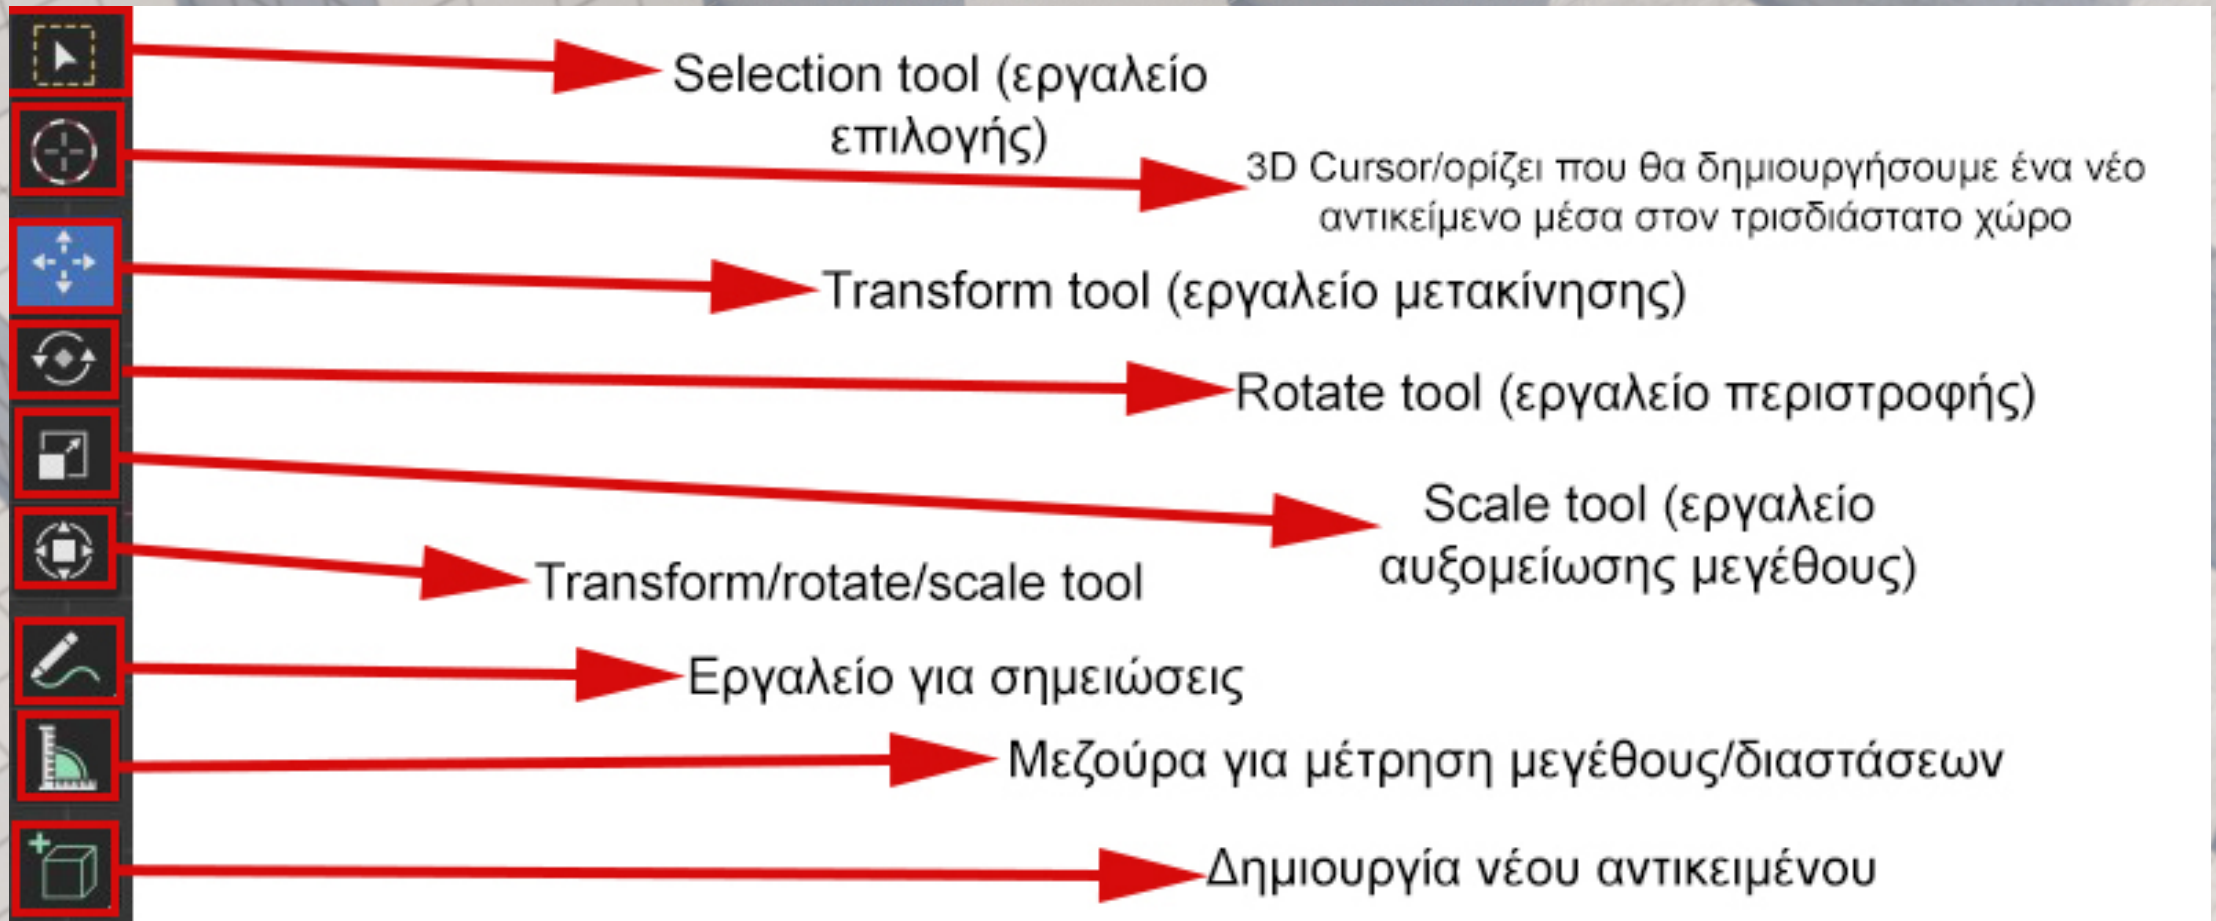 Selection tool (εργαλείο
επιλογής)
3D Cursor/ορίζει που θα δημιουργήσουμε ένα νέο
αντικείμενο μέσα στον τρισδιάστατο χώρο
Transform tool (εργαλείο μετακίνησης)
Rotate tool (εργαλείο περιστροφής)
Scale tool (εργαλείο
αυξομείωσης μεγέθους)
Transform/rotate/scale tool
Εργαλείο για σημειώσεις
Μεζούρα για μέτρηση μεγέθους/διαστάσεων
Δημιουργία νέου αντικειμένου